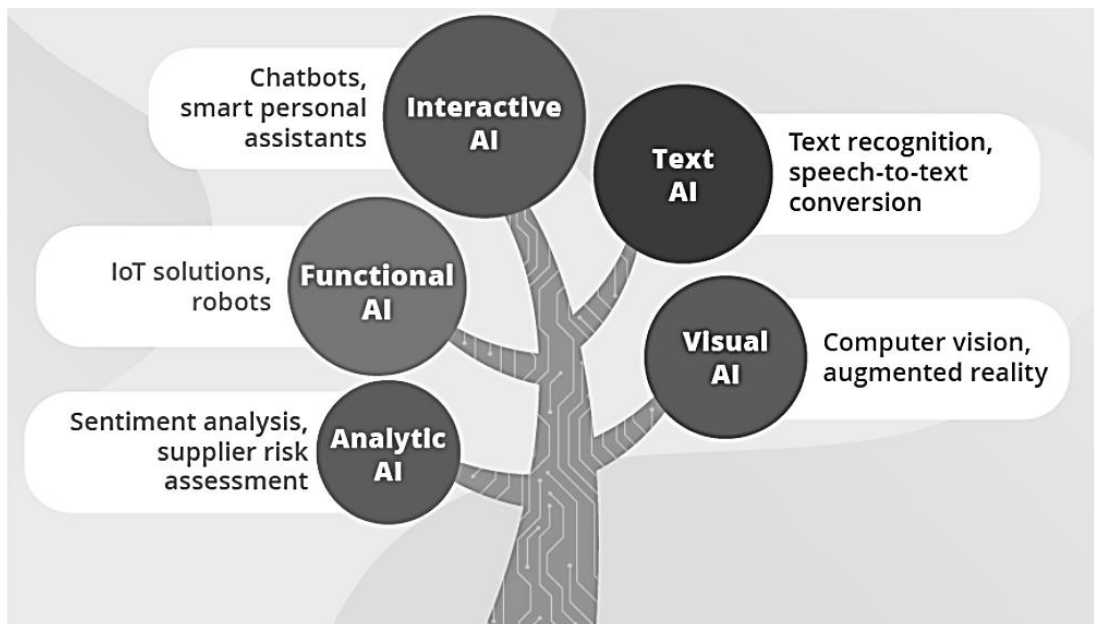 Chatbots,
smart personal
assistants
Interactive
AI
Text
AI
Text recognition,
speech-to-text
conversion
IoT solutions,
robots
Functional
AI
Visual
AI
Computer vision,
augmented reality
Sentiment analysis,
supplier risk
assessment
Analytic
AI